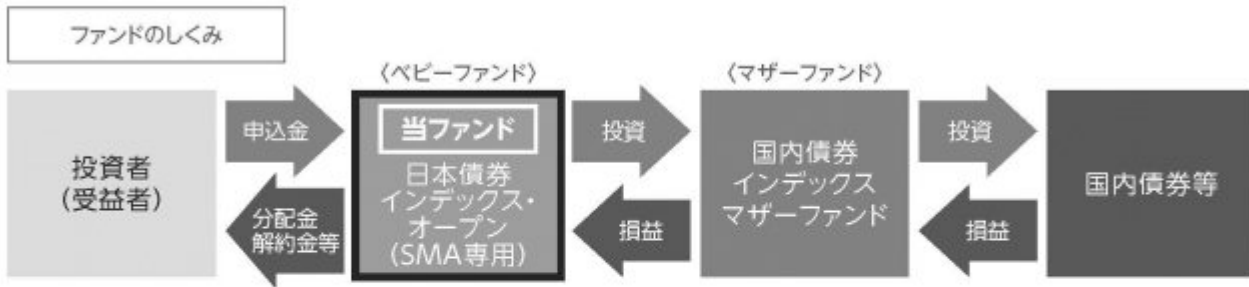 ファンドのしくみ
〈ベビーファンド〉
〈マザーファンド〉
投資者
(受益者)
申込金
分配金
解約金等
当ファンド
日本債券
インデックス・
オープン
(SMA専用)
投資
損益
国内債券
インデックス
マザーファンド
投資
損益
国内債券等